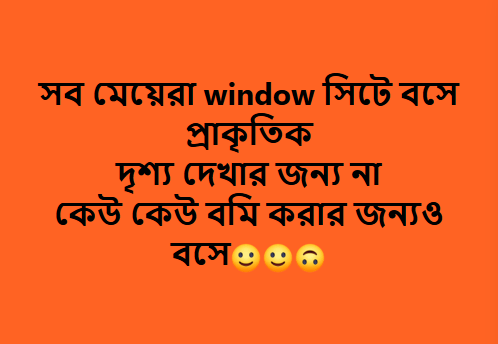 সব মেয়েরা window সিটে বসে
প্রাকৃতিক
দৃশ্য দেখার জন্য না
কেউ কেউ বমি করার জন্যও
বসে🙂🙂🙃